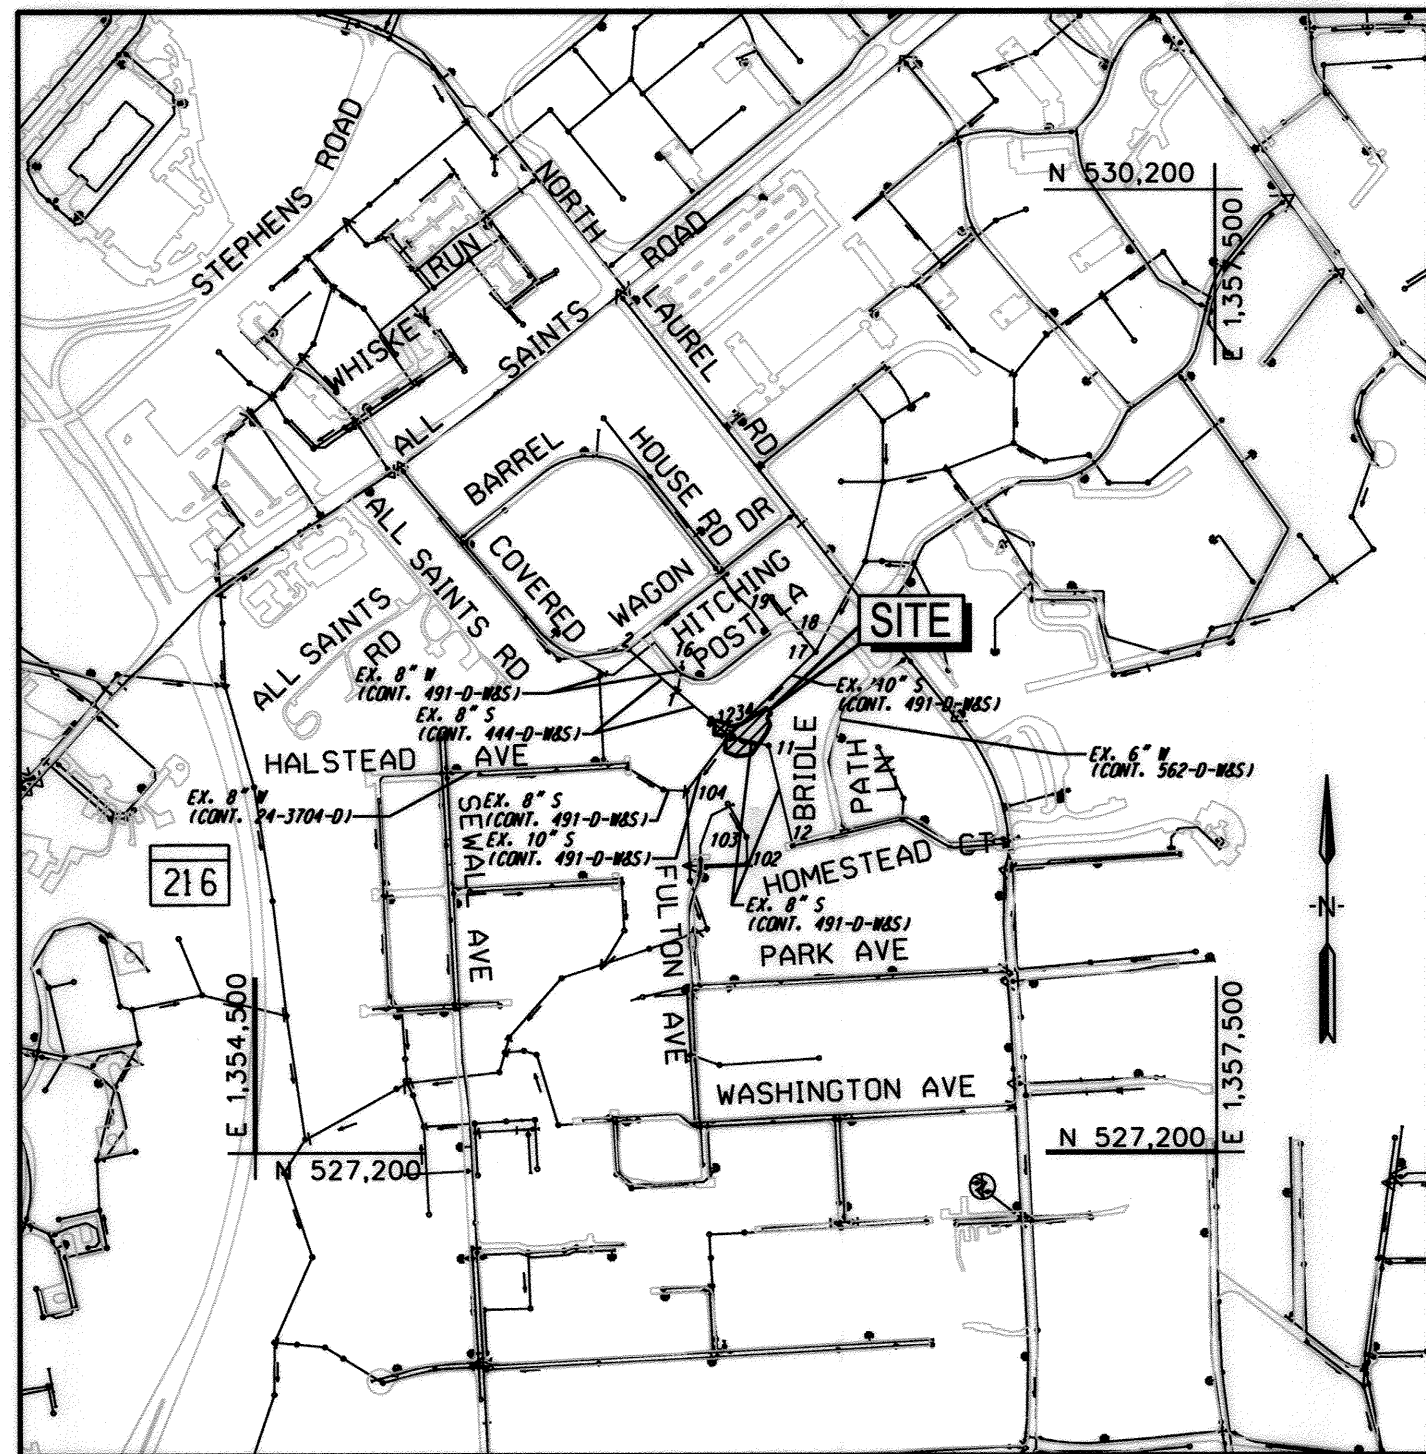 STEPHENS ROAD
NORTH
LAUREL
RD
ROAD
N 530,200
E 1,357,500
WHISKEY
RUN
ALL
SAINTS
BARREL
HOUSE RD
COVERED
WAGON
DR
HITCHING
POST LA
ALL SAINTS RD
ALL SAINTS
RD
SITE
2
16
19
18
17
1234
11
12
104
103
102
EX. 8" W
(CONT. 491-D-W&S)
EX. 8" S
(CONT. 444-D-W&S)
EX. 10" S
(CONT. 491-D-W&S)
EX. 6" W
(CONT. 562-D-W&S)
HALSTEAD AVE
EX. 8" W
(CONT. 24-3704-D)
EX. 8" S
(CONT. 491-D-W&S)
EX. 10" S
(CONT. 491-D-W&S)
BRIDLE
PATH
LN
SEWALL
AVE
216
HOMESTEAD CT
EX. 8" S
(CONT. 491-D-W&S)
FULTON AVE
PARK AVE
-N-
E 1,354,500
N 527,200
WASHINGTON AVE
N 527,200
E 1,357,500